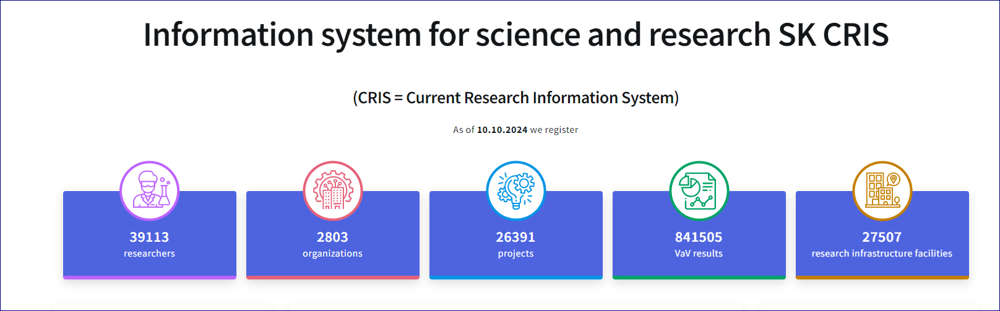 Information system for science and research SK CRIS
(CRIS = Current Research Information System)
As of 10.10.2024 we register
39113
researchers
2803
organizations
26391
projects
841505
VaV results
27507
research infrastructure facilities